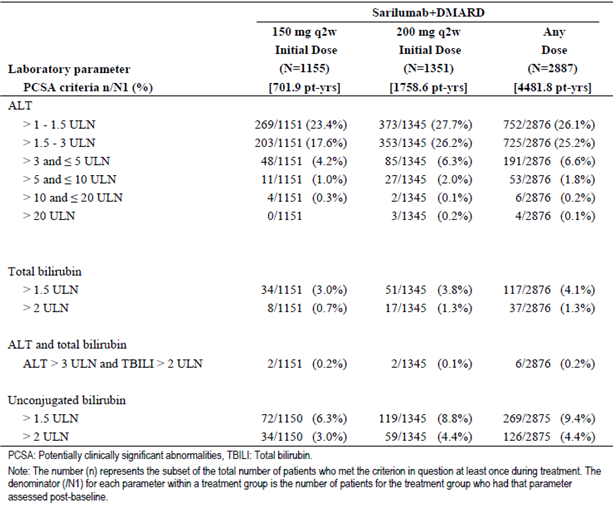 Sarilumab+DMARD
150 mg q2w 200 mg q2w Any
Initial Dose Initial Dose Dose
Laboratory parameter (N=1155) (N=1351) (N=2887)
PCSA criteria n/N1 (%) [701.9 pt-yrs] [1758.6 pt-yrs] [4481.8 pt-yrs]
ALT
> 1 - 1.5 ULN 269/1151 (23.4%) 373/1345 (27.7%) 752/2876 (26.1%)
> 1.5 - 3 ULN 203/1151 (17.6%) 353/1345 (26.2%) 725/2876 (25.2%)
> 3 and ≤ 5 ULN 48/1151 (4.2%) 85/1345 (6.3%) 191/2876 (6.6%)
> 5 and ≤ 10 ULN 11/1151 (1.0%) 27/1345 (2.0%) 53/2876 (1.8%)
> 10 and ≤ 20 ULN 4/1151 (0.3%) 2/1345 (0.1%) 6/2876 (0.2%)
> 20 ULN 0/1151 3/1345 (0.2%) 4/2876 (0.1%)
Total bilirubin
> 1.5 ULN 34/1151 (3.0%) 51/1345 (3.8%) 117/2876 (4.1%)
> 2 ULN 8/1151 (0.7%) 17/1345 (1.3%) 37/2876 (1.3%)
ALT and total bilirubin
ALT > 3 ULN and TBILI > 2 ULN 2/1151 (0.2%) 2/1345 (0.1%) 6/2876 (0.2%)
Unconjugated bilirubin
> 1.5 ULN 72/1150 (6.3%) 119/1345 (8.8%) 269/2875 (9.4%)
> 2 ULN 34/1150 (3.0%) 59/1345 (4.4%) 126/2875 (4.4%)
PCSA: Potentially clinically significant abnormalities, TBILI: Total bilirubin.
Note: The number (n) represents the subset of the total number of patients who met the criterion in question at least once during treatment. The
denominator (/N1) for each parameter within a treatment group is the number of patients for the treatment group who had that parameter
assessed post-baseline.